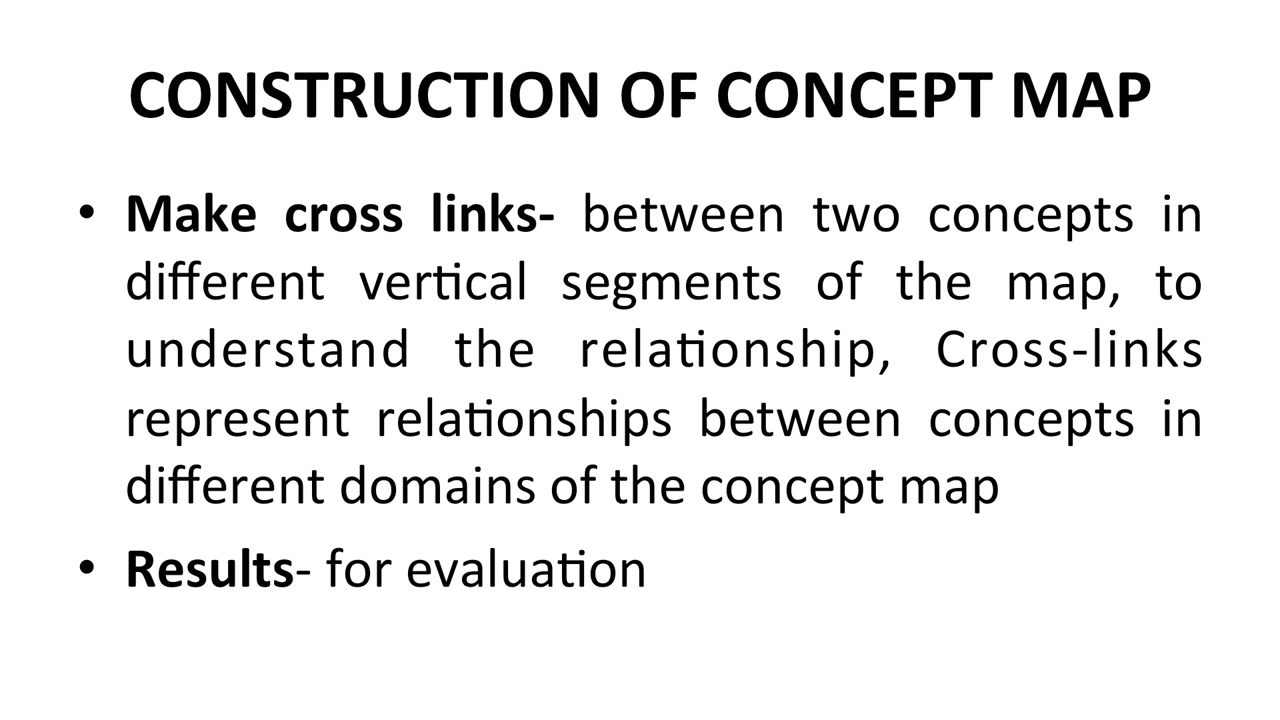 CONSTRUCTION OF CONCEPT MAP
• Make cross links- between two concepts in
different vertical segments of the map, to
understand the relationship, Cross-links
represent relationships between concepts in
different domains of the concept map
• Results- for evaluation